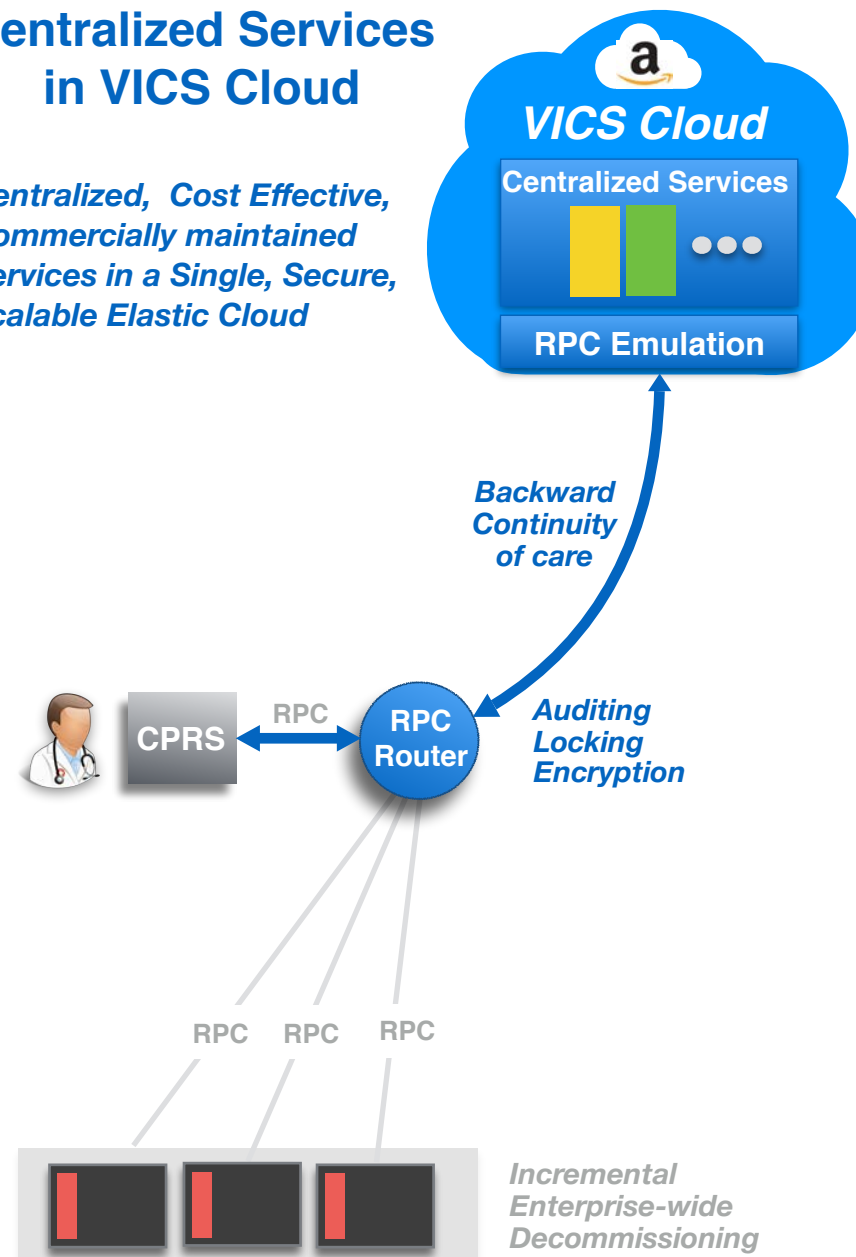 entralized Services
in VICS Cloud
entralized, Cost Effective,
ommercially maintained
ervices in a Single, Secure,
calable Elastic Cloud
a
VICS Cloud
Centralized Services
RPC Emulation
Backward
Continuity
of care
CPRS
RPC
RPC
Router
Auditing
Locking
Encryption
RPC RPC RPC
Incremental
Enterprise-wide
Decommissioning